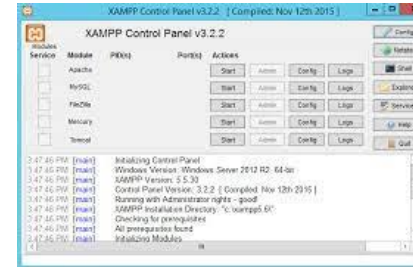 XAMPP Control Panel v3.2.2 [ Compiled: Nov 12th 2015 ]
XAMPP Control Panel v3.2.2
Config
Modules
Service Module PID(s) Port(s) Actions
Netstat
Apache Start Admin Config Logs
Shell
MySQL Start Admin Config Logs
Explorer
FileZilla Start Admin Config Logs
Services
Mercury Start Admin Config Logs
Help
Tomcat Start Admin Config Logs
Quit
3:47:46 PM [main] Initializing Control Panel
3:47:46 PM [main] Windows Version: Windows Server 2012 R2 64-bit
3:47:46 PM [main] XAMPP Version: 5.5.30
3:47:46 PM [main] Control Panel Version: 3.2.2 [ Compiled: Nov 12th 2015 ]
3:47:46 PM [main] Running with Administrator rights - good!
3:47:46 PM [main] XAMPP Installation Directory: "c:\xampp5.6\"
3:47:46 PM [main] Checking for prerequisites
3:47:46 PM [main] All prerequisites found
3:47:46 PM [main] Initializing Modules